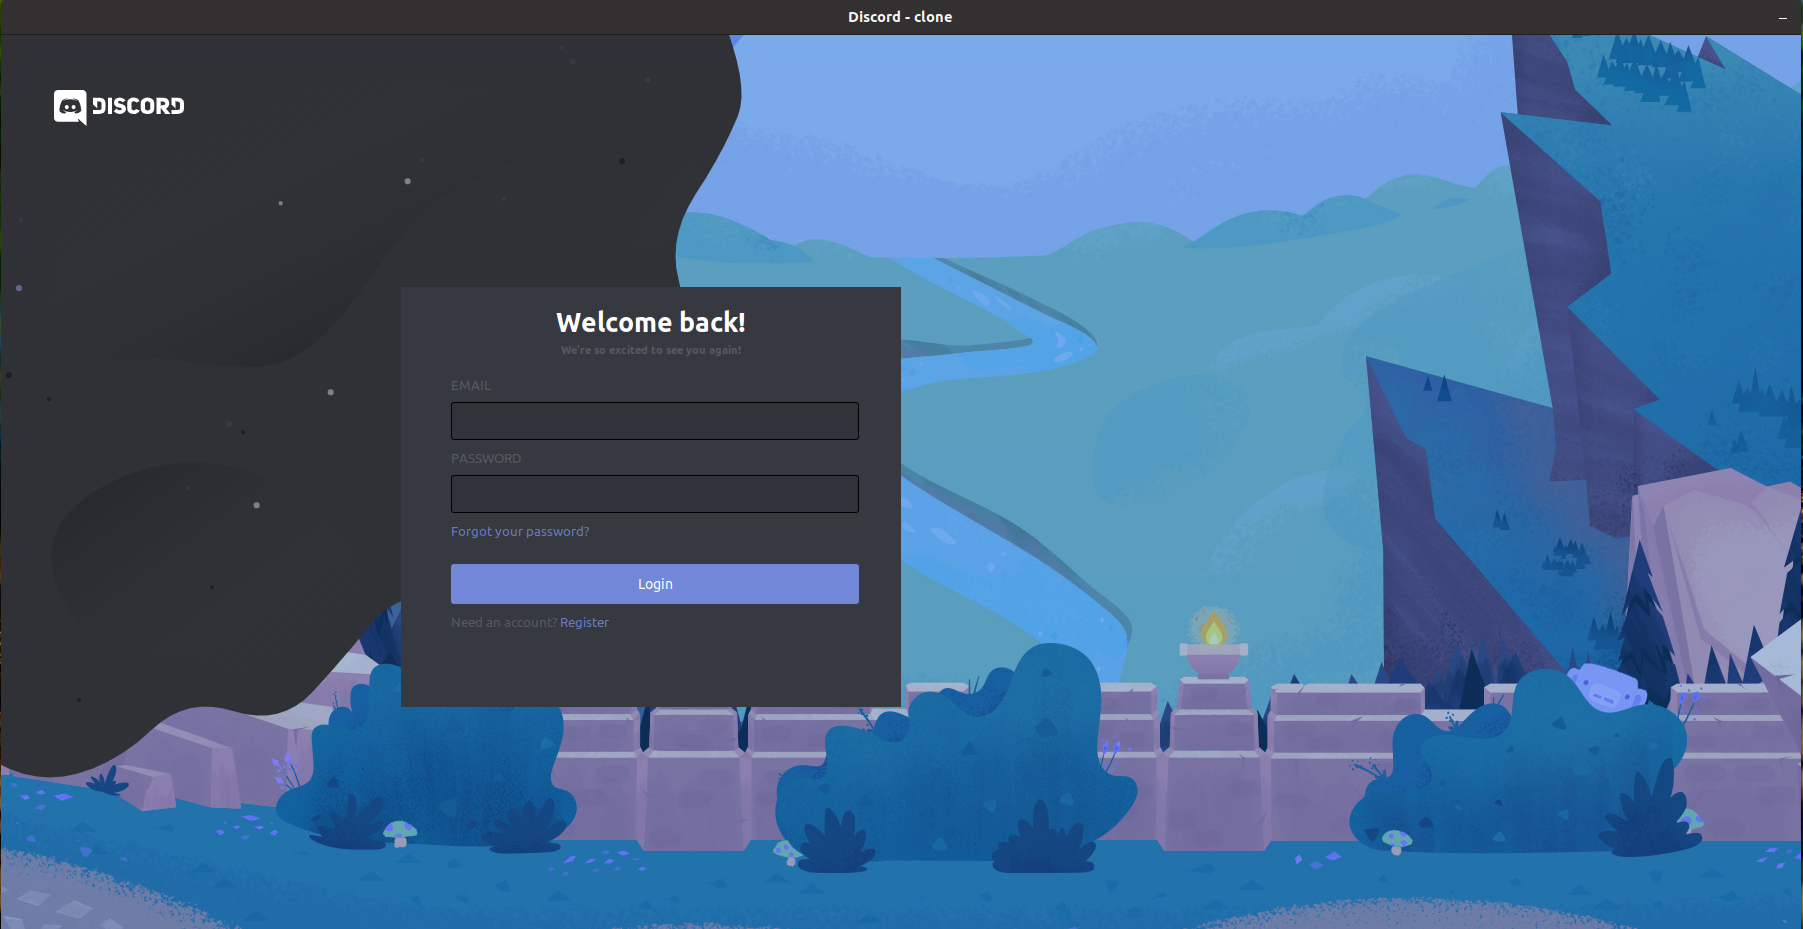 Discord - clone
DISCORD
Welcome back!
We're so excited to see you again!
EMAIL
PASSWORD
Forgot your password?
Login
Need an account? Register